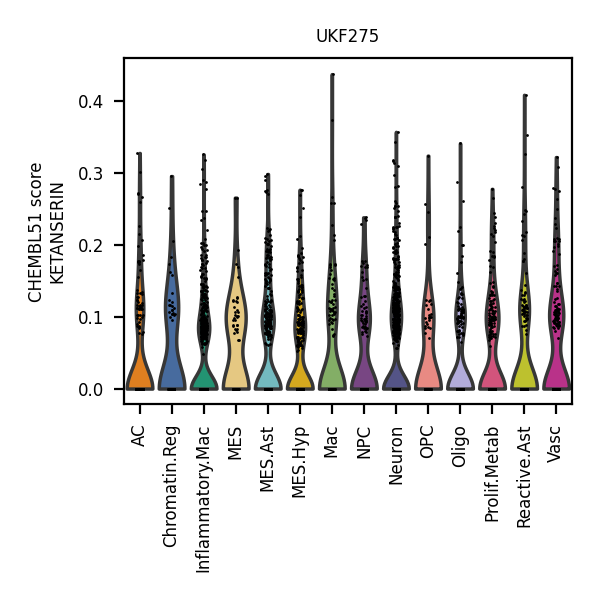 UKF275
CHEMBL51 score
KETANSERIN
0.4
0.3
0.2
0.1
0.0
AC
Chromatin.Reg
Inflammatory.Mac
MES
MES.Ast
MES.Hyp
Mac
NPC
Neuron
OPC
Oligo
Prolif.Metab
Reactive.Ast
Vasc